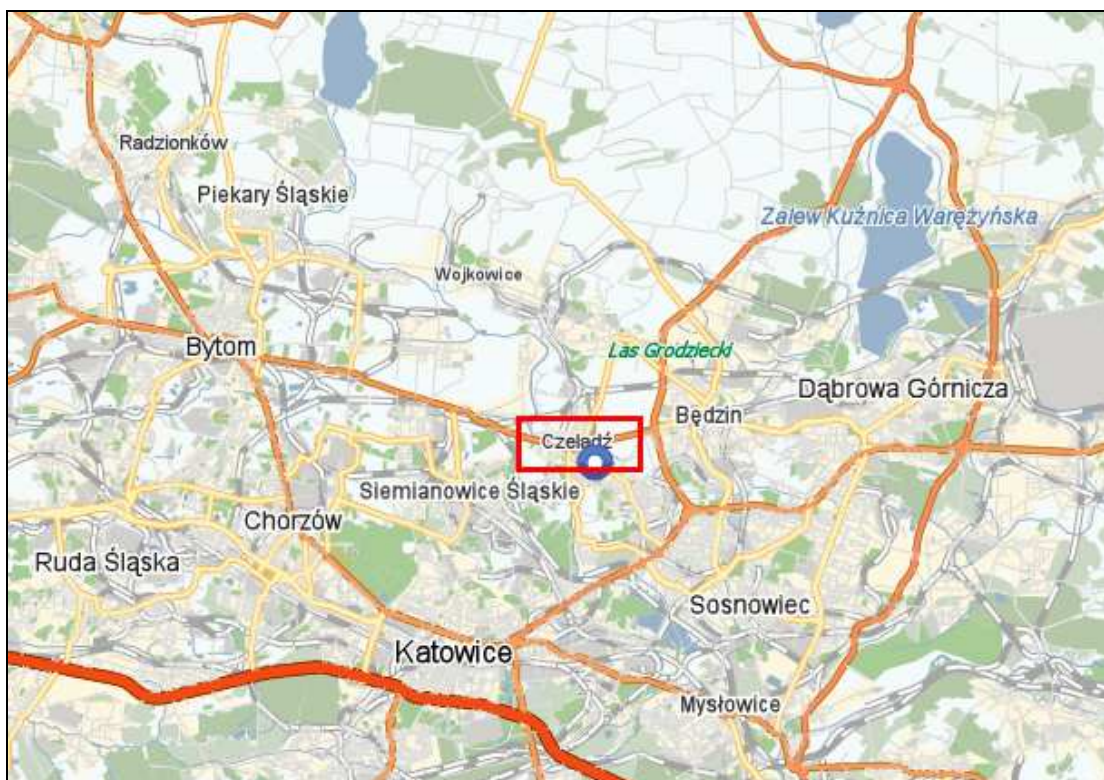 Radzionków
Piekary Śląskie
Zalew Kuźnica Warężyńska
Wojkowice
Bytom
Las Grodziecki
Dąbrowa Górnicza
Będzin
Czeladź
Siemianowice Śląskie
Chorzów
Ruda Śląska
Sosnowiec
Katowice
Mysłowice